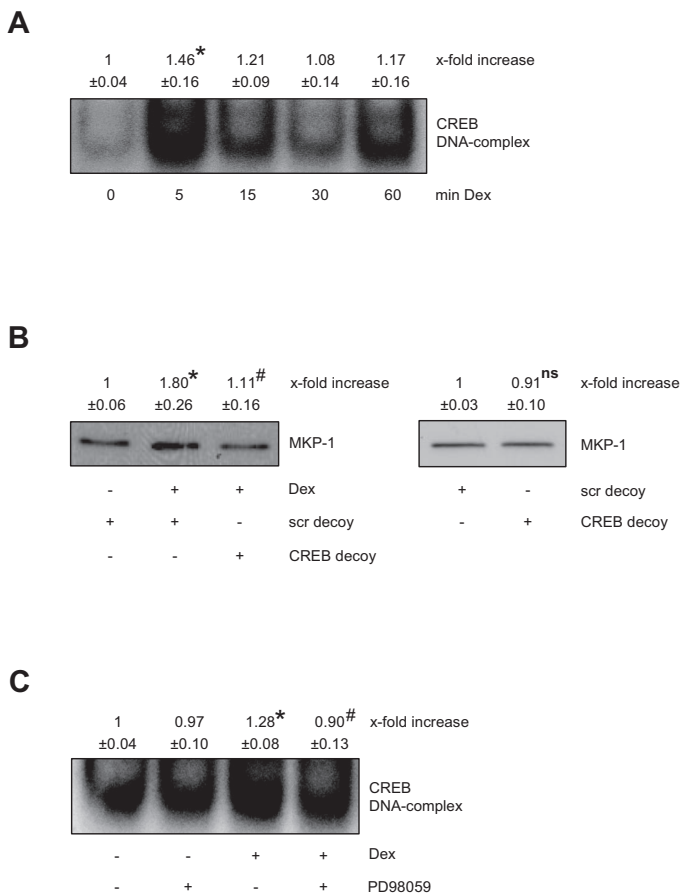 A
1 1.46* 1.21 1.08 1.17 x-fold increase
±0.04 ±0.16 ±0.09 ±0.14 ±0.16
CREB
DNA-complex
0 5 15 30 60 min Dex
B
1 1.80* 1.11# x-fold increase
±0.06 ±0.26 ±0.16
MKP-1
- + + Dex
+ + - scr decoy
- - + CREB decoy
1 0.91ns x-fold increase
±0.03 ±0.10
MKP-1
+ - scr decoy
- + CREB decoy
C
1 0.97 1.28* 0.90# x-fold increase
±0.04 ±0.10 ±0.08 ±0.13
CREB
DNA-complex
- - + + Dex
- + - + PD98059